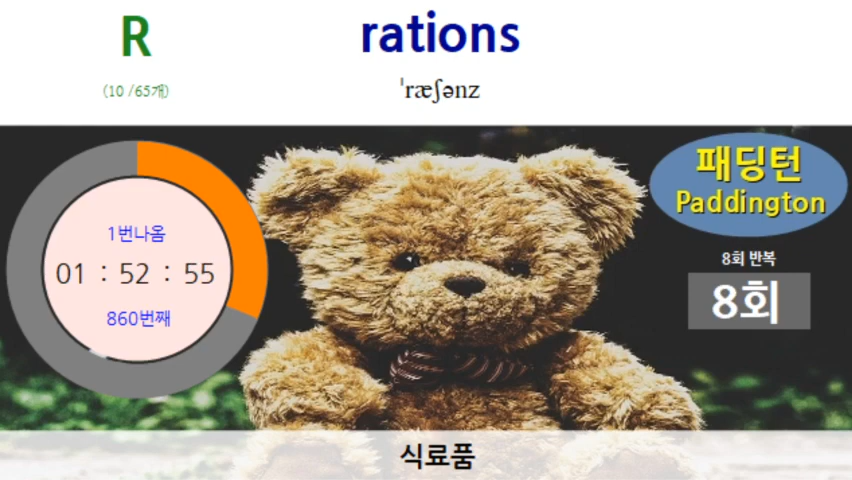 R
(10 /65개)
rations
ˈræʃənz
1번나옴
01 : 52 : 55
860번째
패딩턴
Paddington
8회 반복
8회
식료품